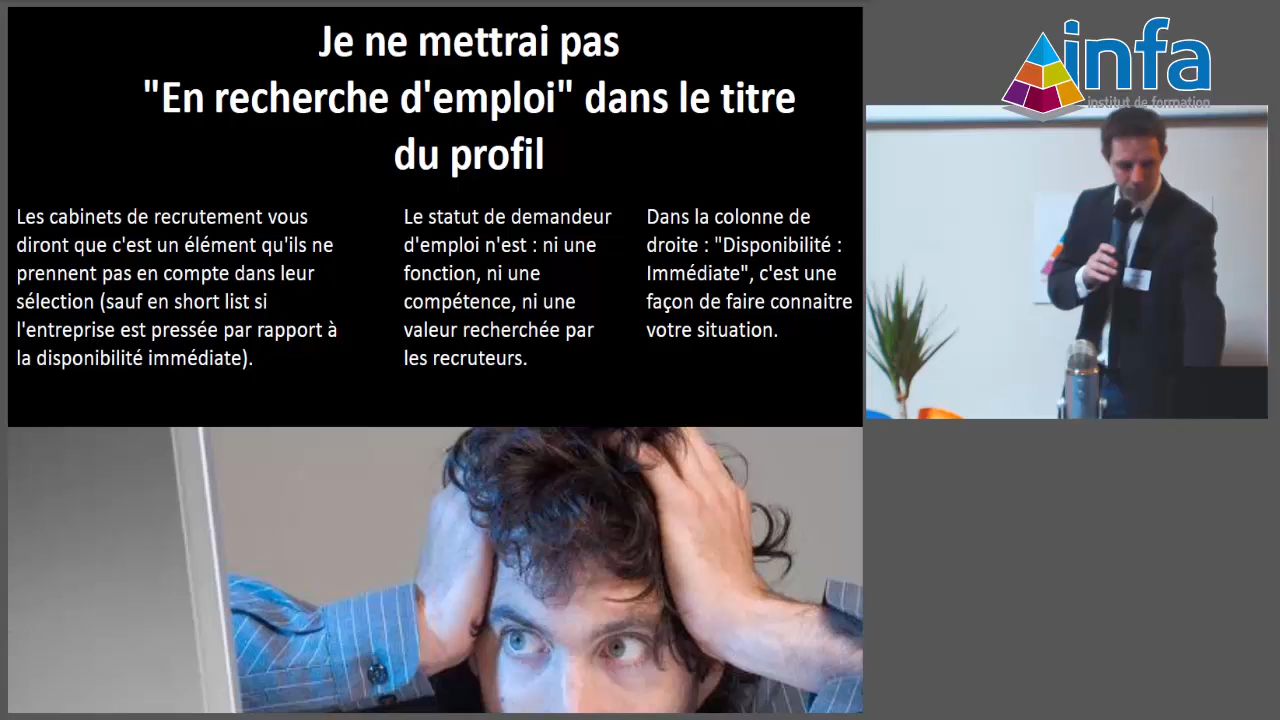 Je ne mettrai pas
"En recherche d'emploi" dans le titre
du profil
Les cabinets de recrutement vous
diront que c'est un élément qu'ils ne
prennent pas en compte dans leur
sélection (sauf en short list si
l'entreprise est pressée par rapport à
la disponibilité immédiate).
Le statut de demandeur
d'emploi n'est : ni une
fonction, ni une
compétence, ni une
valeur recherchée par
les recruteurs.
Dans la colonne de
droite : "Disponibilité :
Immédiate", c'est une
façon de faire connaitre
votre situation.
infa
institut de formation